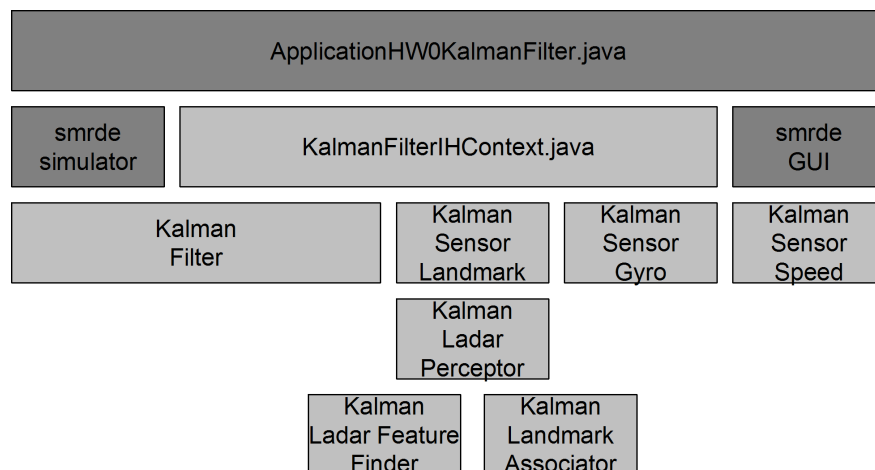 ApplicationHW0KalmanFilter.java
smrde
simulator
KalmanFilterIHContext.java
smrde
GUI
Kalman
Filter
Kalman
Sensor
Landmark
Kalman
Sensor
Gyro
Kalman
Sensor
Speed
Kalman
Ladar
Perceptor
Kalman
Ladar Feature
Finder
Kalman
Landmark
Associator